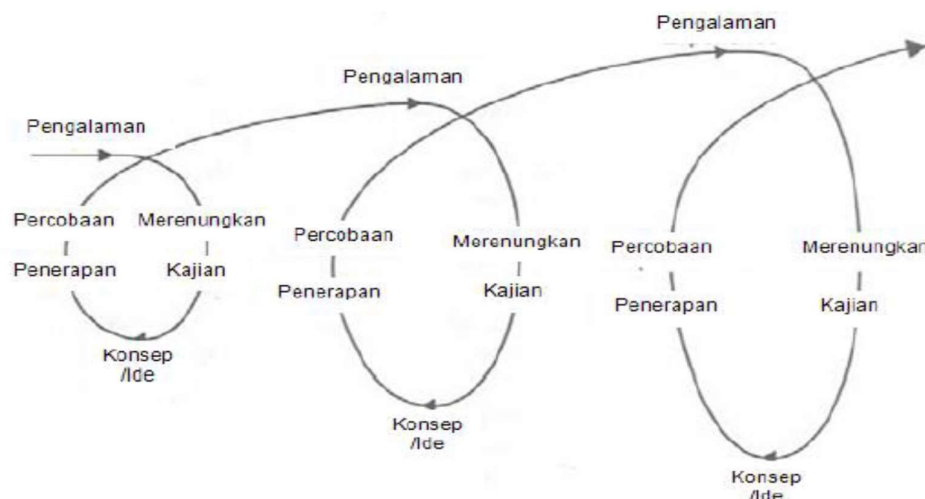 Pengalaman
Percobaan
Merenungkan
Penerapan
Kajian
Konsep
/Ide
Pengalaman
Percobaan
Merenungkan
Penerapan
Kajian
Konsep
/Ide
Pengalaman
Percobaan
Merenungkan
Penerapan
Kajian
Konsep
/Ide